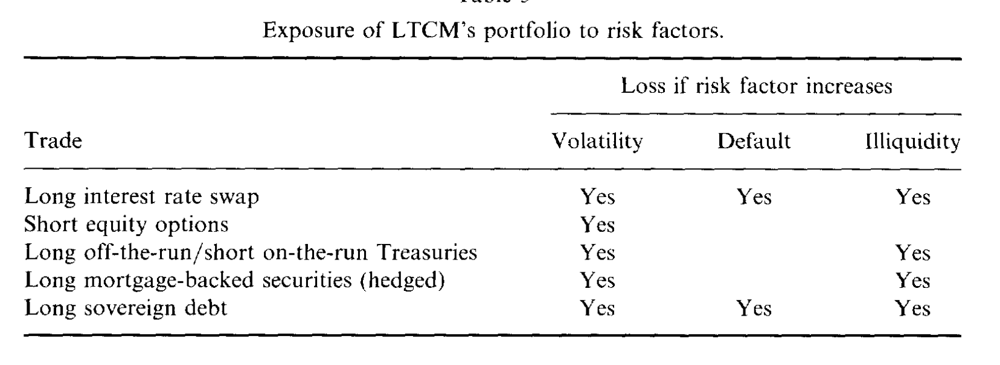 Exposure of LTCM's portfolio to risk factors.
Loss if risk factor increases
Trade Volatility Default Illiquidity
Long interest rate swap Yes Yes Yes
Short equity options Yes
Long off-the-run/short on-the-run Treasuries Yes Yes
Long mortgage-backed securities (hedged) Yes Yes
Long sovereign debt Yes Yes Yes